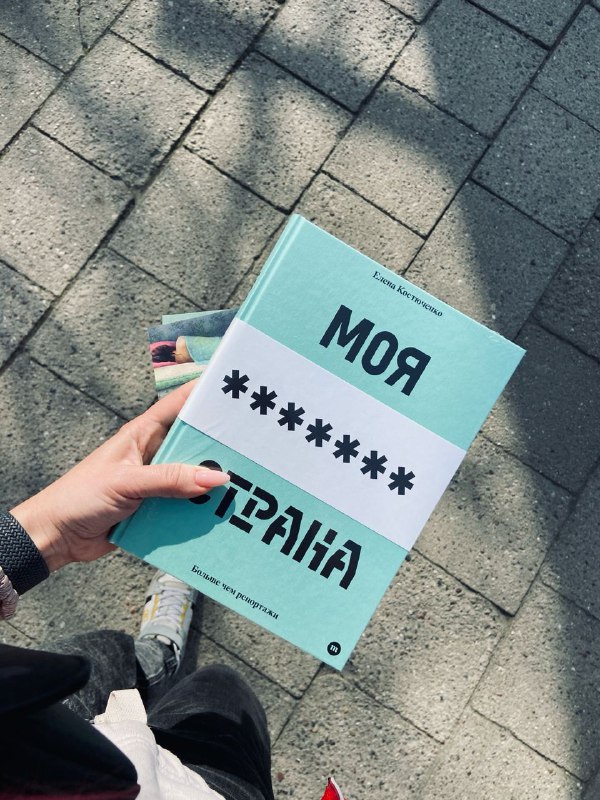 Елена Костюченко
МОЯ
*******
СТРАНА
Больше чем репортажи
m